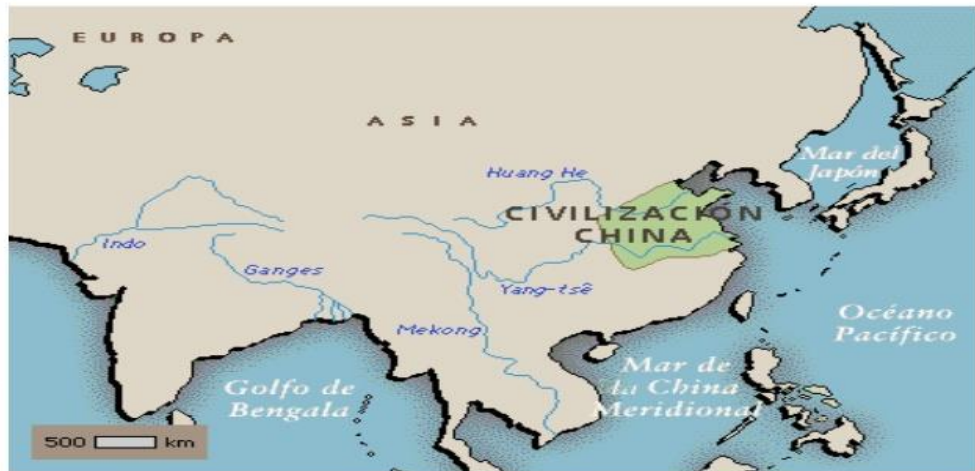 EUROPA
ASIA
Mar del
Japón
Huang He
CIVILIZACIÓN
CHINA
Indo
Ganges
Yang-tsê
Mekong
Océano
Pacífico
Golfo de
Bengala
Mar de
la China
Meridional
500 km